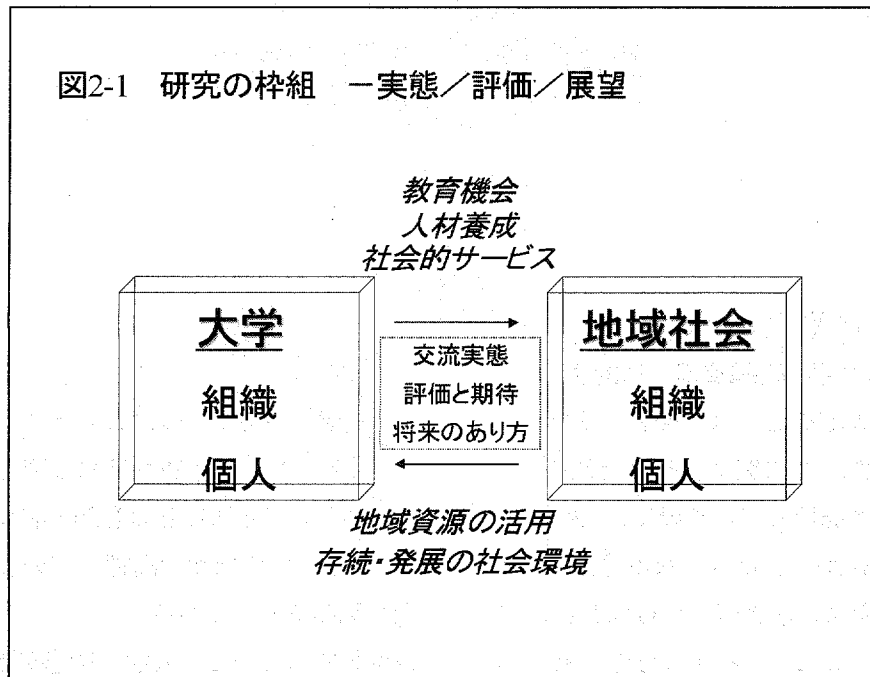 図2-1　研究の枠組　－実態／評価／展望
教育機会
人材養成
社会的サービス
大学
組織
個人
交流実態
評価と期待
将来のあり方
地域社会
組織
個人
地域資源の活用
存続・発展の社会環境